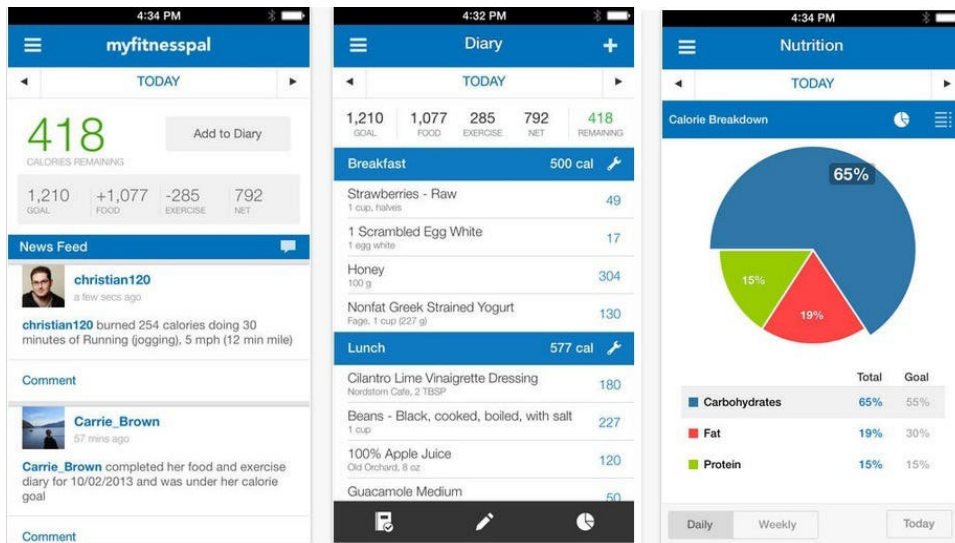 4:34 PM
myfitnesspal
TODAY
418
CALORIES REMAINING
Add to Diary
1,210 +1,077 -285 792
GOAL FOOD EXERCISE NET
News Feed
christian120
a few secs ago
christian120 burned 254 calories doing 30
minutes of Running (jogging), 5 mph (12 min mile)
Comment
Carrie_Brown
57 mins ago
Carrie_Brown completed her food and exercise
diary for 10/02/2013 and was under her calorie
goal
Comment
4:32 PM
Diary
TODAY
1,210 1,077 285 792 418
GOAL FOOD EXERCISE NET REMAINING
Breakfast 500 cal
Strawberries - Raw 49
1 cup, halves
1 Scrambled Egg White 17
1 egg white
Honey 304
100 g
Nonfat Greek Strained Yogurt 130
Fage, 1 cup (227 g)
Lunch 577 cal
Cilantro Lime Vinaigrette Dressing 180
Nordstom Cafe, 2 TBSP
Beans - Black, cooked, boiled, with salt 227
1 cup
100% Apple Juice 120
Old Orchard, 8 oz
Guacamole Medium 50
4:34 PM
Nutrition
TODAY
Calorie Breakdown
65%
15%
19%
Total Goal
Carbohydrates 65% 55%
Fat 19% 30%
Protein 15% 15%
Daily Weekly Today